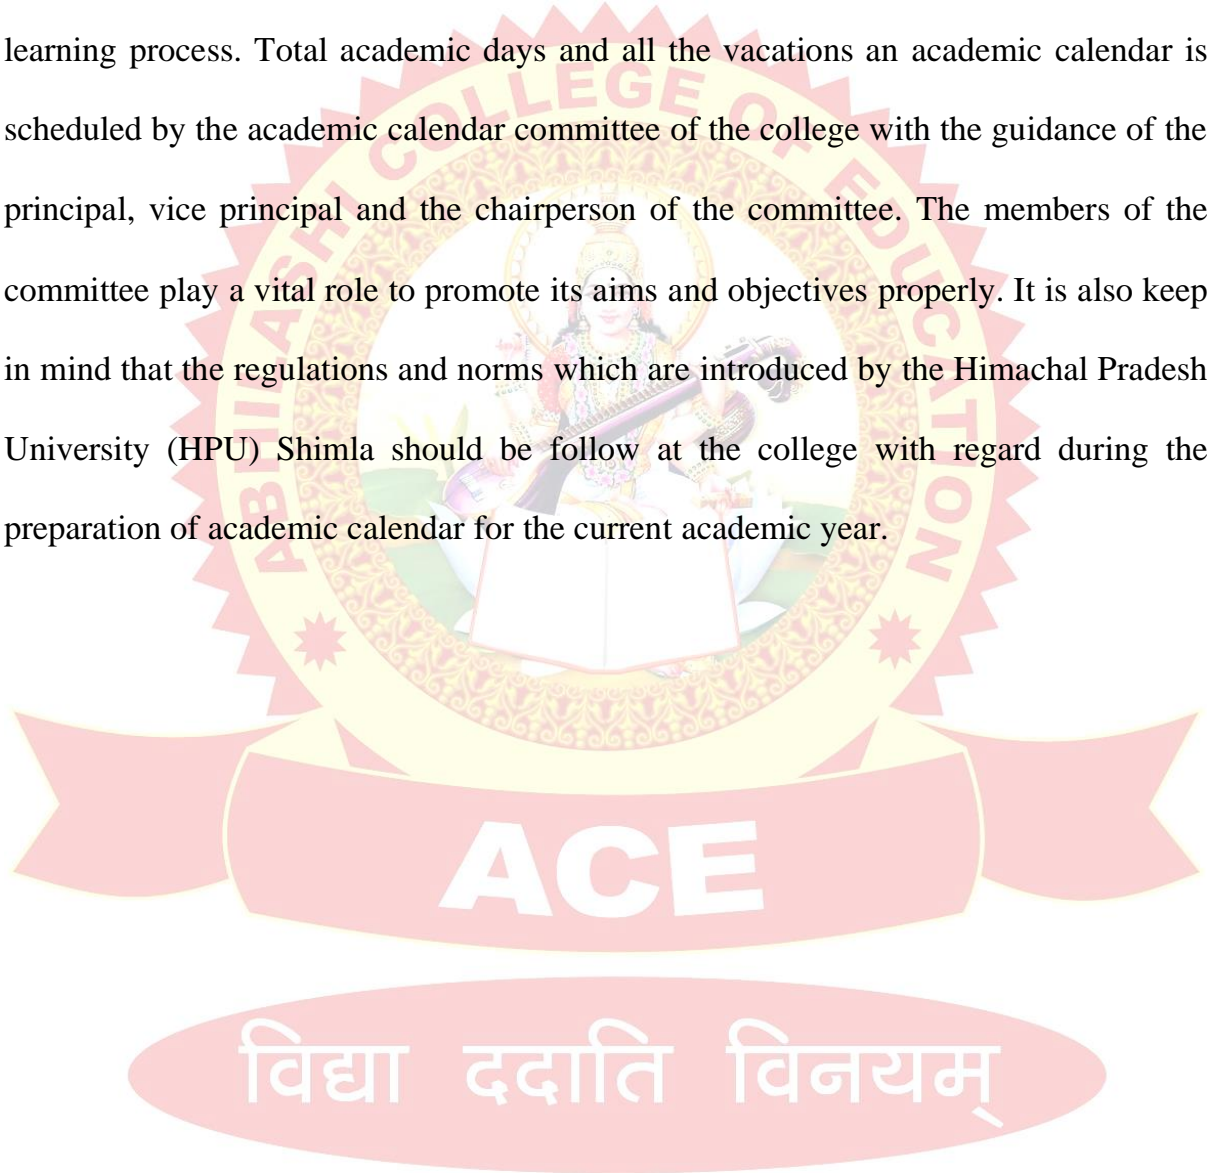 learning process. Total academic days and all the vacations an academic calendar is
scheduled by the academic calendar committee of the college with the guidance of the
principal, vice principal and the chairperson of the committee. The members of the
committee play a vital role to promote its aims and objectives properly. It is also keep
in mind that the regulations and norms which are introduced by the Himachal Pradesh
University (HPU) Shimla should be follow at the college with regard during the
preparation of academic calendar for the current academic year.
ABHILASHI COLLEGE OF EDUCATION
ACE
विद्या ददाति विनयम्